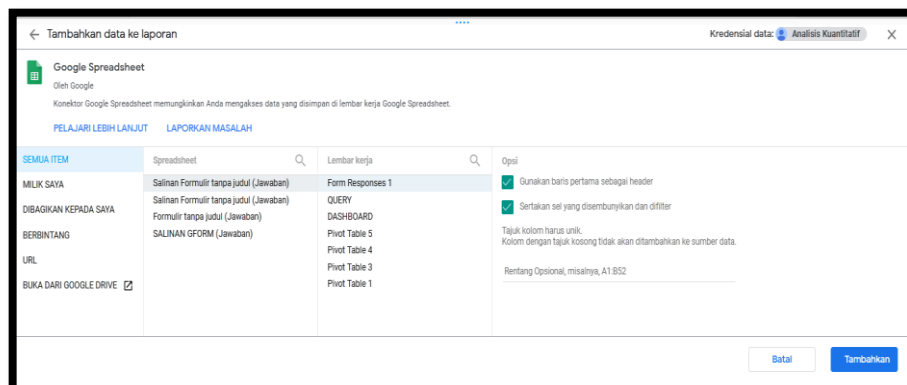 Tambahkan data ke laporan
Kredensial data: Analisis Kuantitatif
Google Spreadsheet
Oleh Google
Konektor Google Spreadsheet memungkinkan Anda mengakses data yang disimpan di lembar kerja Google Spreadsheet.
PELAJARI LEBIH LANJUT LAPORKAN MASALAH
SEMUA ITEM
MILIK SAYA
DIBAGIKAN KEPADA SAYA
BERBINTANG
URL
BUKA DARI GOOGLE DRIVE
Spreadsheet
Salinan Formulir tanpa judul (Jawaban)
Salinan Formulir tanpa judul (Jawaban)
Formulir tanpa judul (Jawaban)
SALINAN GFORM (Jawaban)
Lembar kerja
Form Responses 1
QUERY
DASHBOARD
Pivot Table 5
Pivot Table 4
Pivot Table 3
Pivot Table 1
Opsi
Gunakan baris pertama sebagai header
Sertakan sel yang disembunyikan dan difilter
Tajuk kolom harus unik.
Kolom dengan tajuk kosong tidak akan ditambahkan ke sumber data.
Rentang Opsional, misalnya, A1:B52
Batal
Tambahkan